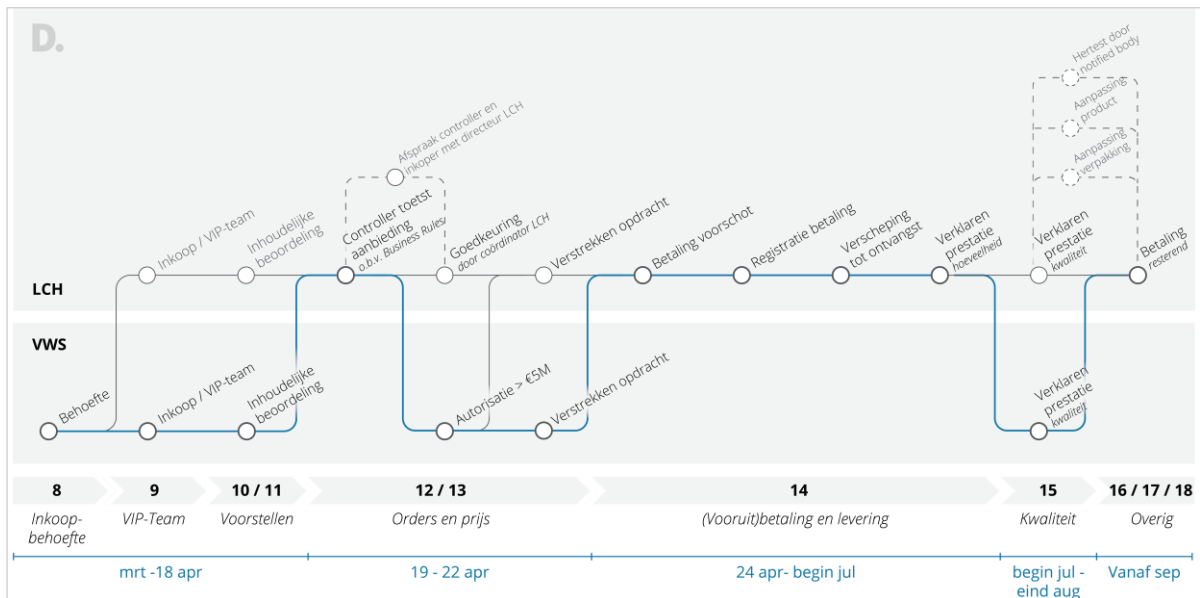 D.
Hertest door
notified body
Aanpassing
product
Aanpassing
verpakking
Afspraak controller en
inkoper met directeur LCH
Inkoop / VIP-team
Inhoudelijke
beoordeling
Controller toetst
aanbieding
o.b.v. Business Rules
Goedkeuring
door coördinator LCH
Verstrekken opdracht
Betaling voorschot
Registratie betaling
Verscheping
tot ontvangst
Verklaren
prestatie
hoeveelheid
Verklaren
prestatie
kwaliteit
Betaling
resterend
LCH
VWS
Behoefte
Inkoop / VIP-team
Inhoudelijke
beoordeling
Autorisatie > €5M
Verstrekken opdracht
Verklaren
prestatie
kwaliteit
8 9 10 / 11 12 / 13 14 15 16 / 17 / 18
Inkoop- VIP-Team Voorstellen Orders en prijs (Vooruit)betaling en levering Kwaliteit Overig
behoefte
mrt -18 apr 19 - 22 apr 24 apr- begin jul begin jul - Vanaf sep
eind aug